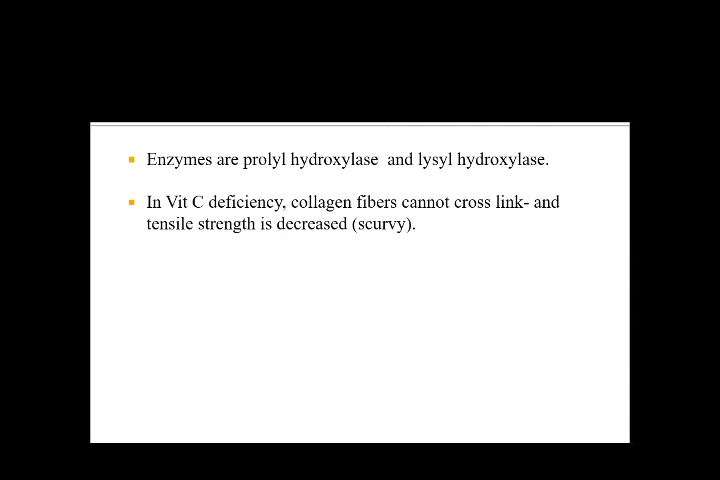 Enzymes are prolyl hydroxylase  and lysyl hydroxylase.
In Vit C deficiency, collagen fibers cannot cross link- and
tensile strength is decreased (scurvy).